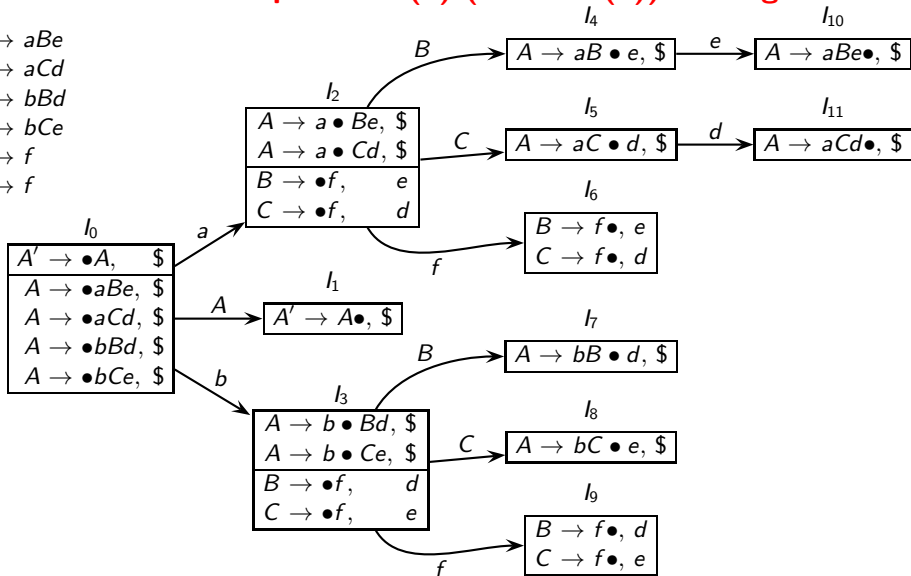 → aBe
→ aCd
→ bBd
→ bCe
→ f
→ f
I₀
A′ → •A, $
A → •aBe, $
A → •aCd, $
A → •bBd, $
A → •bCe, $
a
A
b
I₂
A → a • Be, $
A → a • Cd, $
B → •f, e
C → •f, d
I₁
A′ → A•, $
I₃
A → b • Bd, $
A → b • Ce, $
B → •f, d
C → •f, e
B
C
f
I₄
A → aB • e, $
e
I₁₀
A → aBe•, $
I₅
A → aC • d, $
d
I₁₁
A → aCd•, $
I₆
B → f•, e
C → f•, d
B
C
f
I₇
A → bB • d, $
I₈
A → bC • e, $
I₉
B → f•, d
C → f•, e